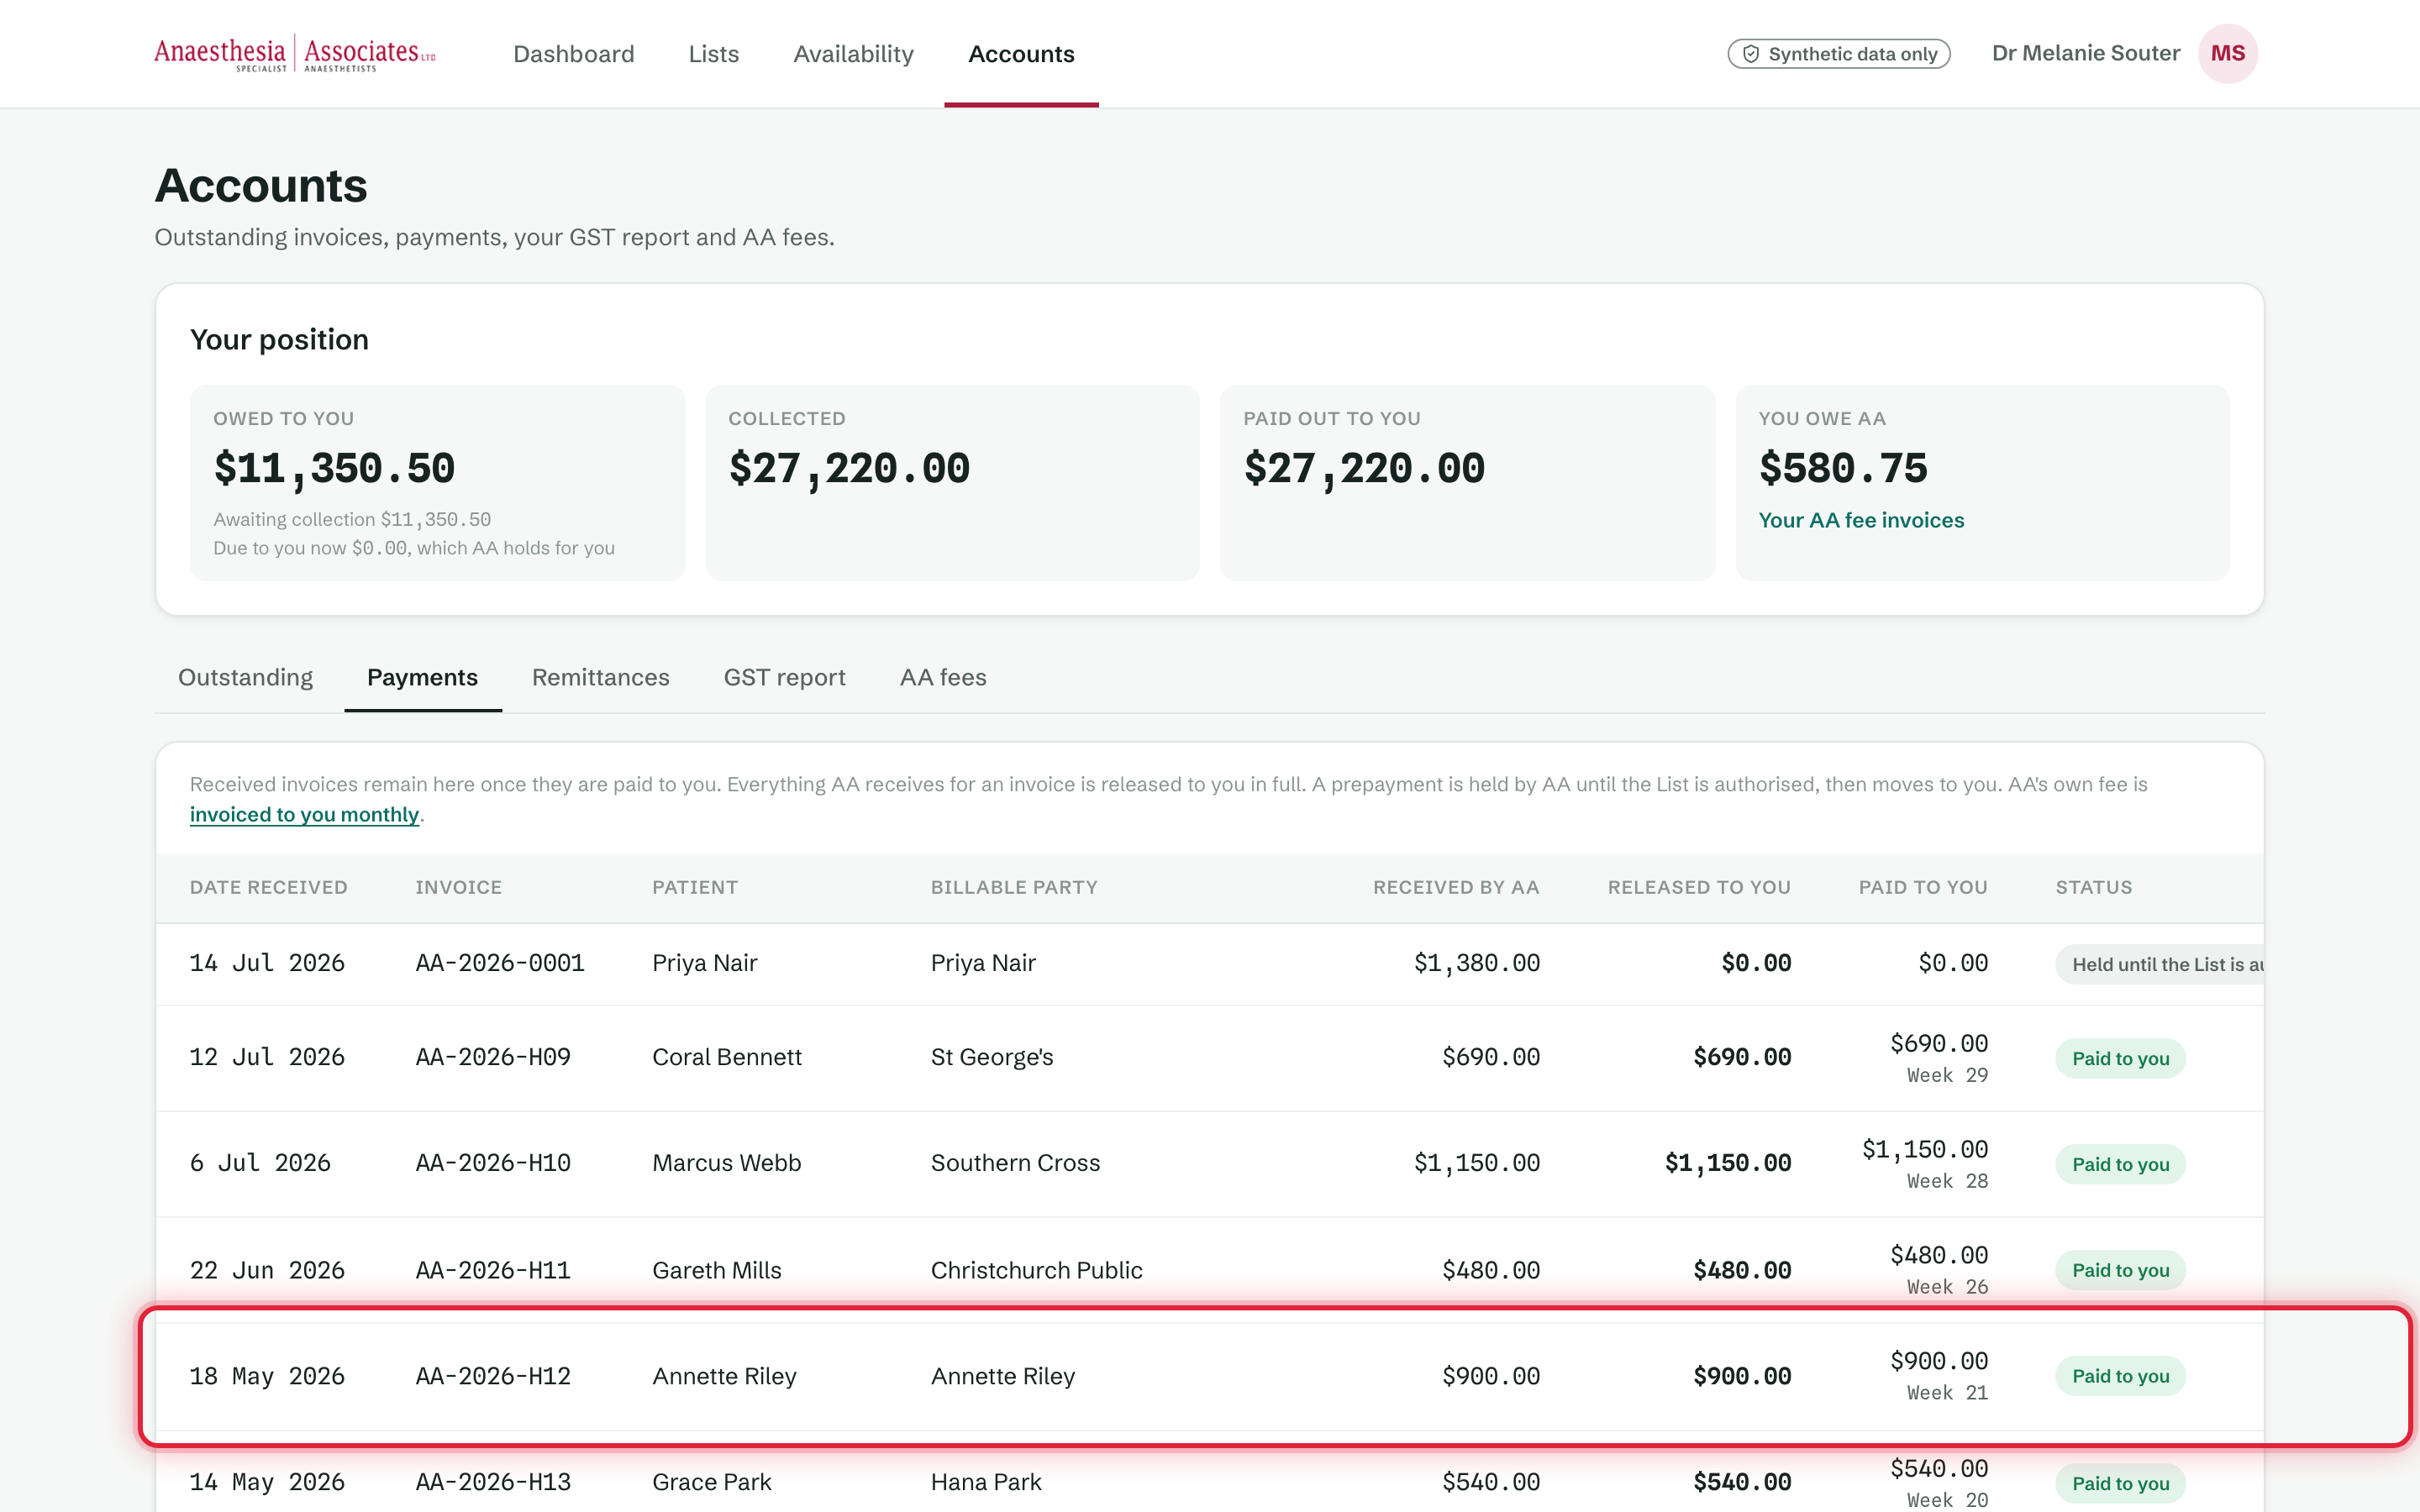 Anaesthesia | Associates LTD
SPECIALIST ANAESTHETISTS
Dashboard Lists Availability Accounts
Synthetic data only
Dr Melanie Souter MS
Accounts
Outstanding invoices, payments, your GST report and AA fees.
Your position
OWED TO YOU
$11,350.50
Awaiting collection $11,350.50
Due to you now $0.00, which AA holds for you
COLLECTED
$27,220.00
PAID OUT TO YOU
$27,220.00
YOU OWE AA
$580.75
Your AA fee invoices
Outstanding Payments Remittances GST report AA fees
Received invoices remain here once they are paid to you. Everything AA receives for an invoice is released to you in full. A prepayment is held by AA until the List is authorised, then moves to you. AA's own fee is
invoiced to you monthly.
DATE RECEIVED INVOICE PATIENT BILLABLE PARTY RECEIVED BY AA RELEASED TO YOU PAID TO YOU STATUS
14 Jul 2026 AA-2026-0001 Priya Nair Priya Nair $1,380.00 $0.00 $0.00 Held until the List is
12 Jul 2026 AA-2026-H09 Coral Bennett St George's $690.00 $690.00 $690.00 Paid to you
Week 29
6 Jul 2026 AA-2026-H10 Marcus Webb Southern Cross $1,150.00 $1,150.00 $1,150.00 Paid to you
Week 28
22 Jun 2026 AA-2026-H11 Gareth Mills Christchurch Public $480.00 $480.00 $480.00 Paid to you
Week 26
18 May 2026 AA-2026-H12 Annette Riley Annette Riley $900.00 $900.00 $900.00 Paid to you
Week 21
14 May 2026 AA-2026-H13 Grace Park Hana Park $540.00 $540.00 $540.00 Paid to you
Week 20